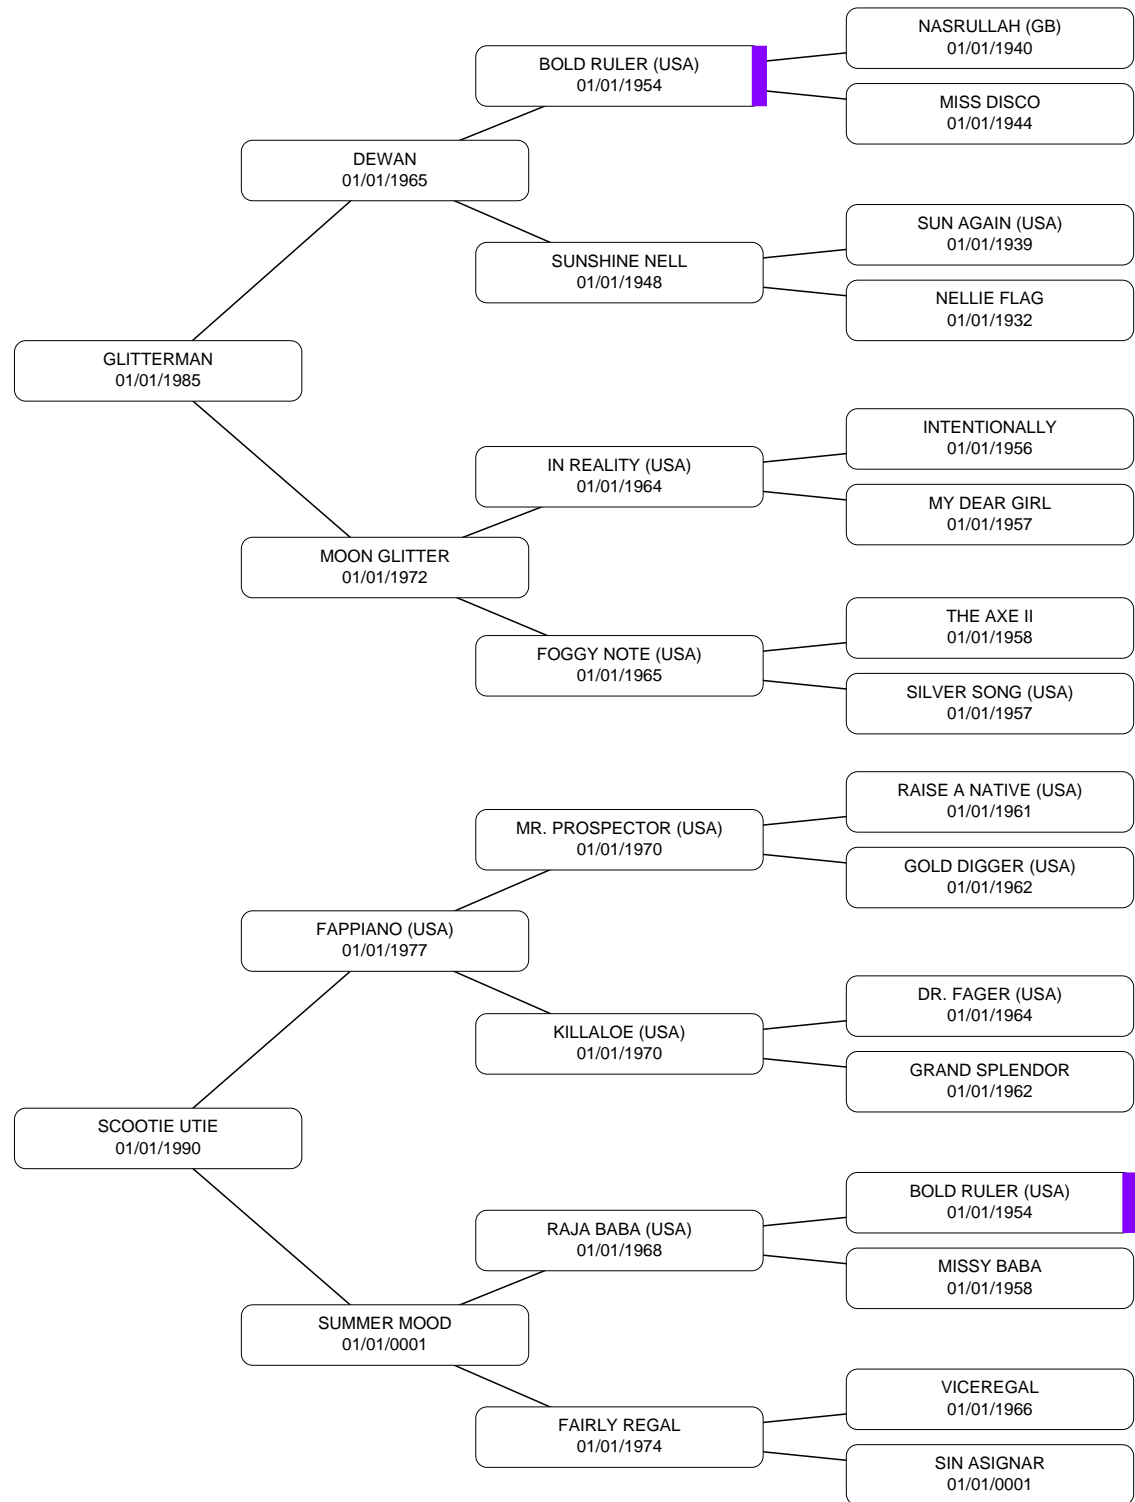 NASRULLAH (GB)
01/01/1940
BOLD RULER (USA)
01/01/1954
MISS DISCO
01/01/1944
DEWAN
01/01/1965
SUN AGAIN (USA)
01/01/1939
SUNSHINE NELL
01/01/1948
NELLIE FLAG
01/01/1932
GLITTERMAN
01/01/1985
INTENTIONALLY
01/01/1956
IN REALITY (USA)
01/01/1964
MY DEAR GIRL
01/01/1957
MOON GLITTER
01/01/1972
THE AXE II
01/01/1958
FOGGY NOTE (USA)
01/01/1965
SILVER SONG (USA)
01/01/1957
RAISE A NATIVE (USA)
01/01/1961
MR. PROSPECTOR (USA)
01/01/1970
GOLD DIGGER (USA)
01/01/1962
FAPPIANO (USA)
01/01/1977
DR. FAGER (USA)
01/01/1964
KILLALOE (USA)
01/01/1970
GRAND SPLENDOR
01/01/1962
SCOOTIE UTIE
01/01/1990
BOLD RULER (USA)
01/01/1954
RAJA BABA (USA)
01/01/1968
MISSY BABA
01/01/1958
SUMMER MOOD
01/01/0001
VICEREGAL
01/01/1966
FAIRLY REGAL
01/01/1974
SIN ASIGNAR
01/01/0001